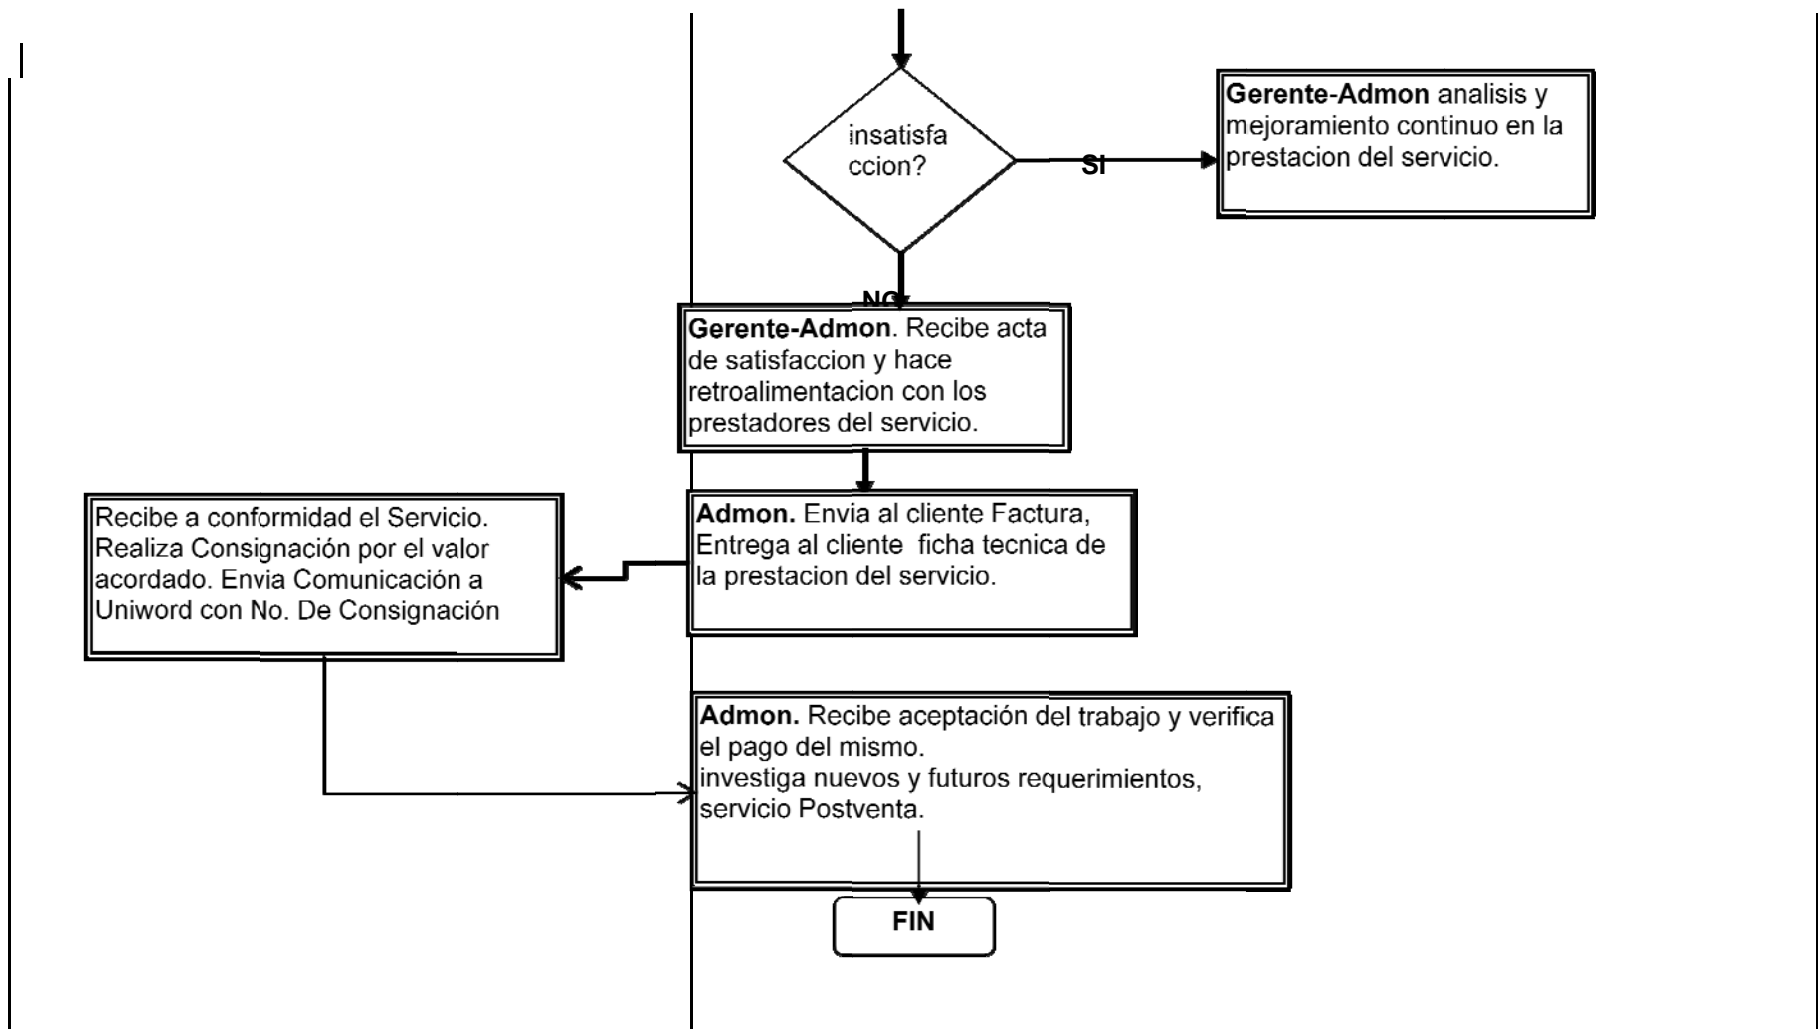 insatisfa
ccion?
SI
Gerente-Admon analisis y
mejoramiento continuo en la
prestacion del servicio.
NO
Gerente-Admon. Recibe acta
de satisfaccion y hace
retroalimentacion con los
prestadores del servicio.
Admon. Envia al cliente Factura,
Entrega al cliente ficha tecnica de
la prestacion del servicio.
Recibe a conformidad el Servicio.
Realiza Consignación por el valor
acordado. Envia Comunicación a
Uniword con No. De Consignación
Admon. Recibe aceptación del trabajo y verifica
el pago del mismo.
investiga nuevos y futuros requerimientos,
servicio Postventa.
FIN